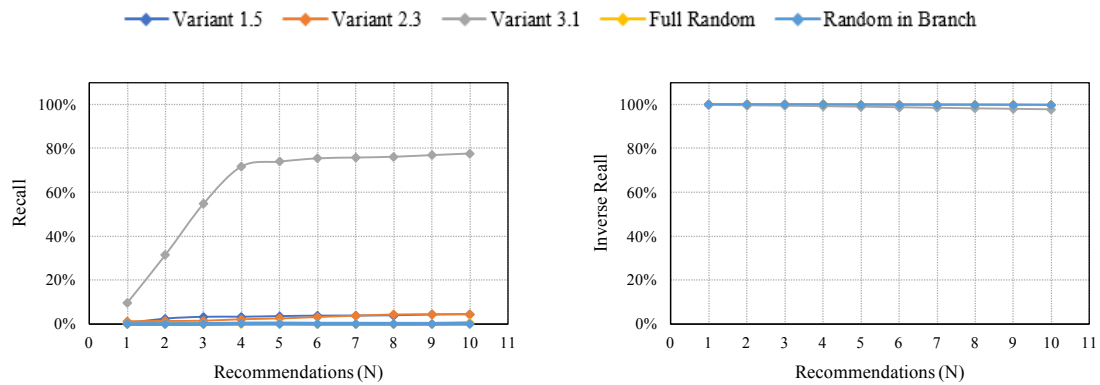 Variant 1.5 Variant 2.3 Variant 3.1 Full Random Random in Branch
100%
80%
60%
40%
20%
0%
0 1 2 3 4 5 6 7 8 9 10 11
Recall
Recommendations (N)
100%
80%
60%
40%
20%
0%
0 1 2 3 4 5 6 7 8 9 10 11
Inverse Reall
Recommendations (N)